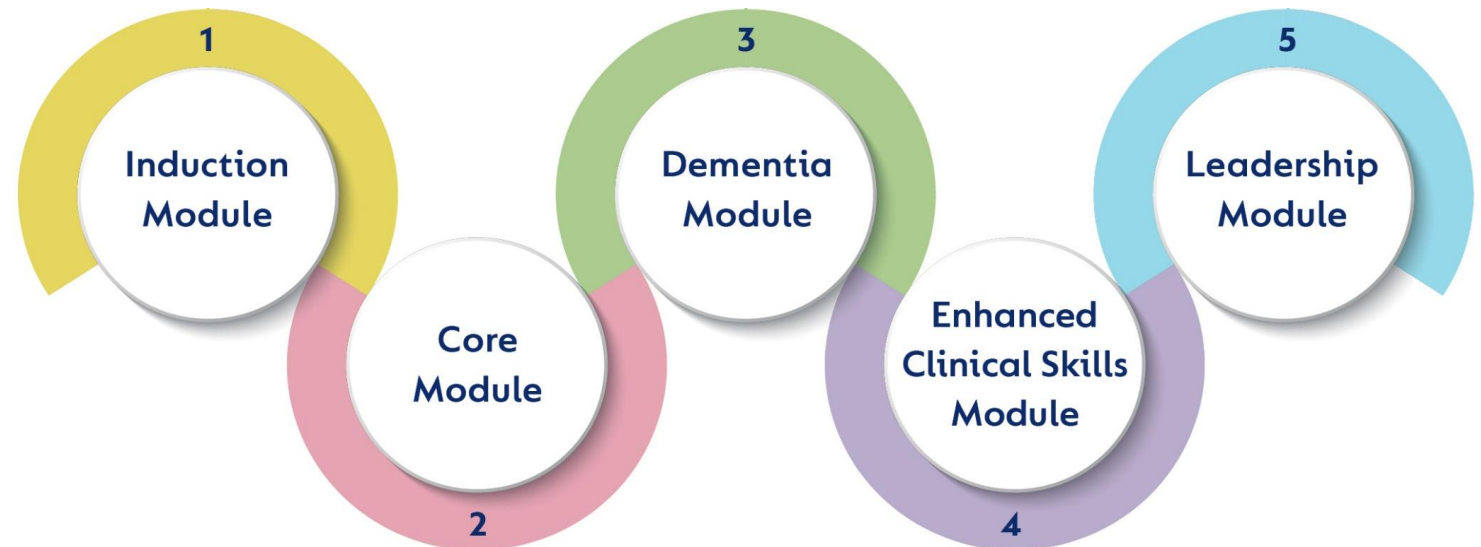 1
Induction
Module
2
Core
Module
3
Dementia
Module
4
Enhanced
Clinical Skills
Module
5
Leadership
Module